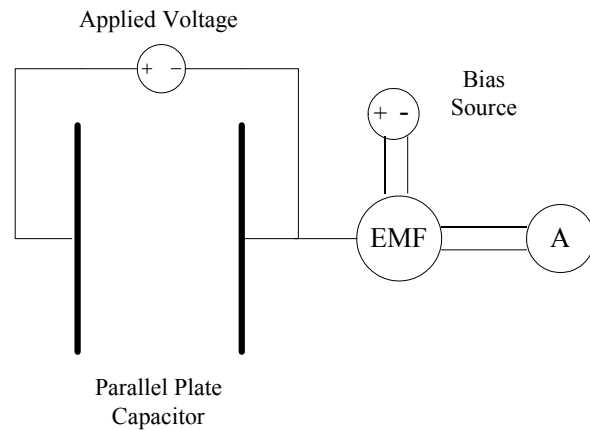 Applied Voltage
+ −
Bias
Source
+ -
EMF
A
Parallel Plate
Capacitor